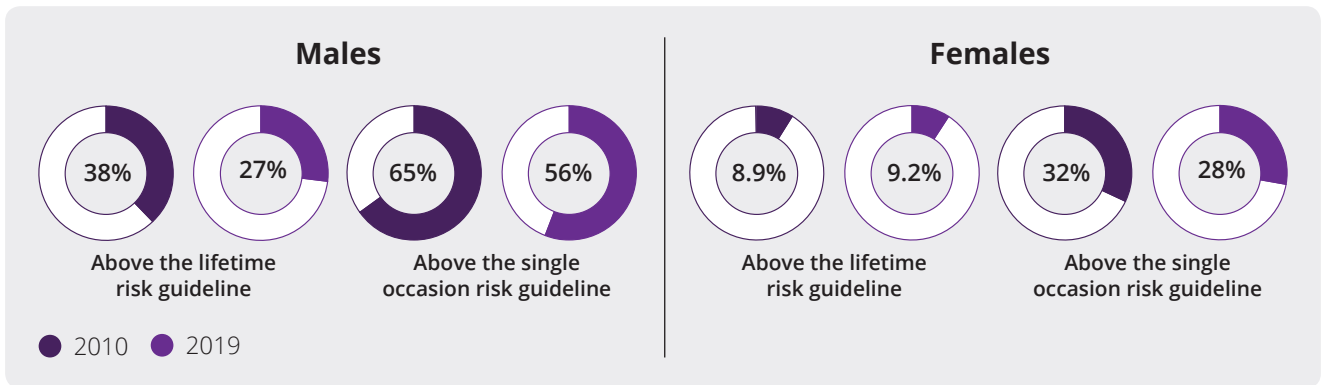 Males
38%
27%
65%
56%
Above the lifetime
risk guideline
Above the single
occasion risk guideline
2010
2019
Females
8.9%
9.2%
32%
28%
Above the lifetime
risk guideline
Above the single
occasion risk guideline